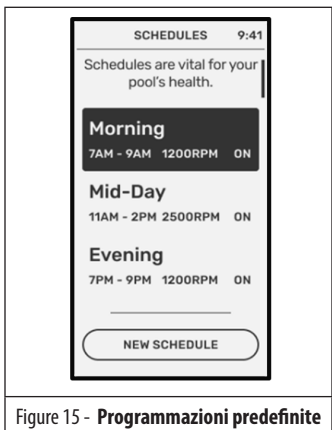 SCHEDULES 9:41
Schedules are vital for your
pool's health.
Morning
7AM - 9AM 1200RPM ON
Mid-Day
11AM - 2PM 2500RPM ON
Evening
7PM - 9PM 1200RPM ON
NEW SCHEDULE
Figure 15 - Programmazioni predefinite